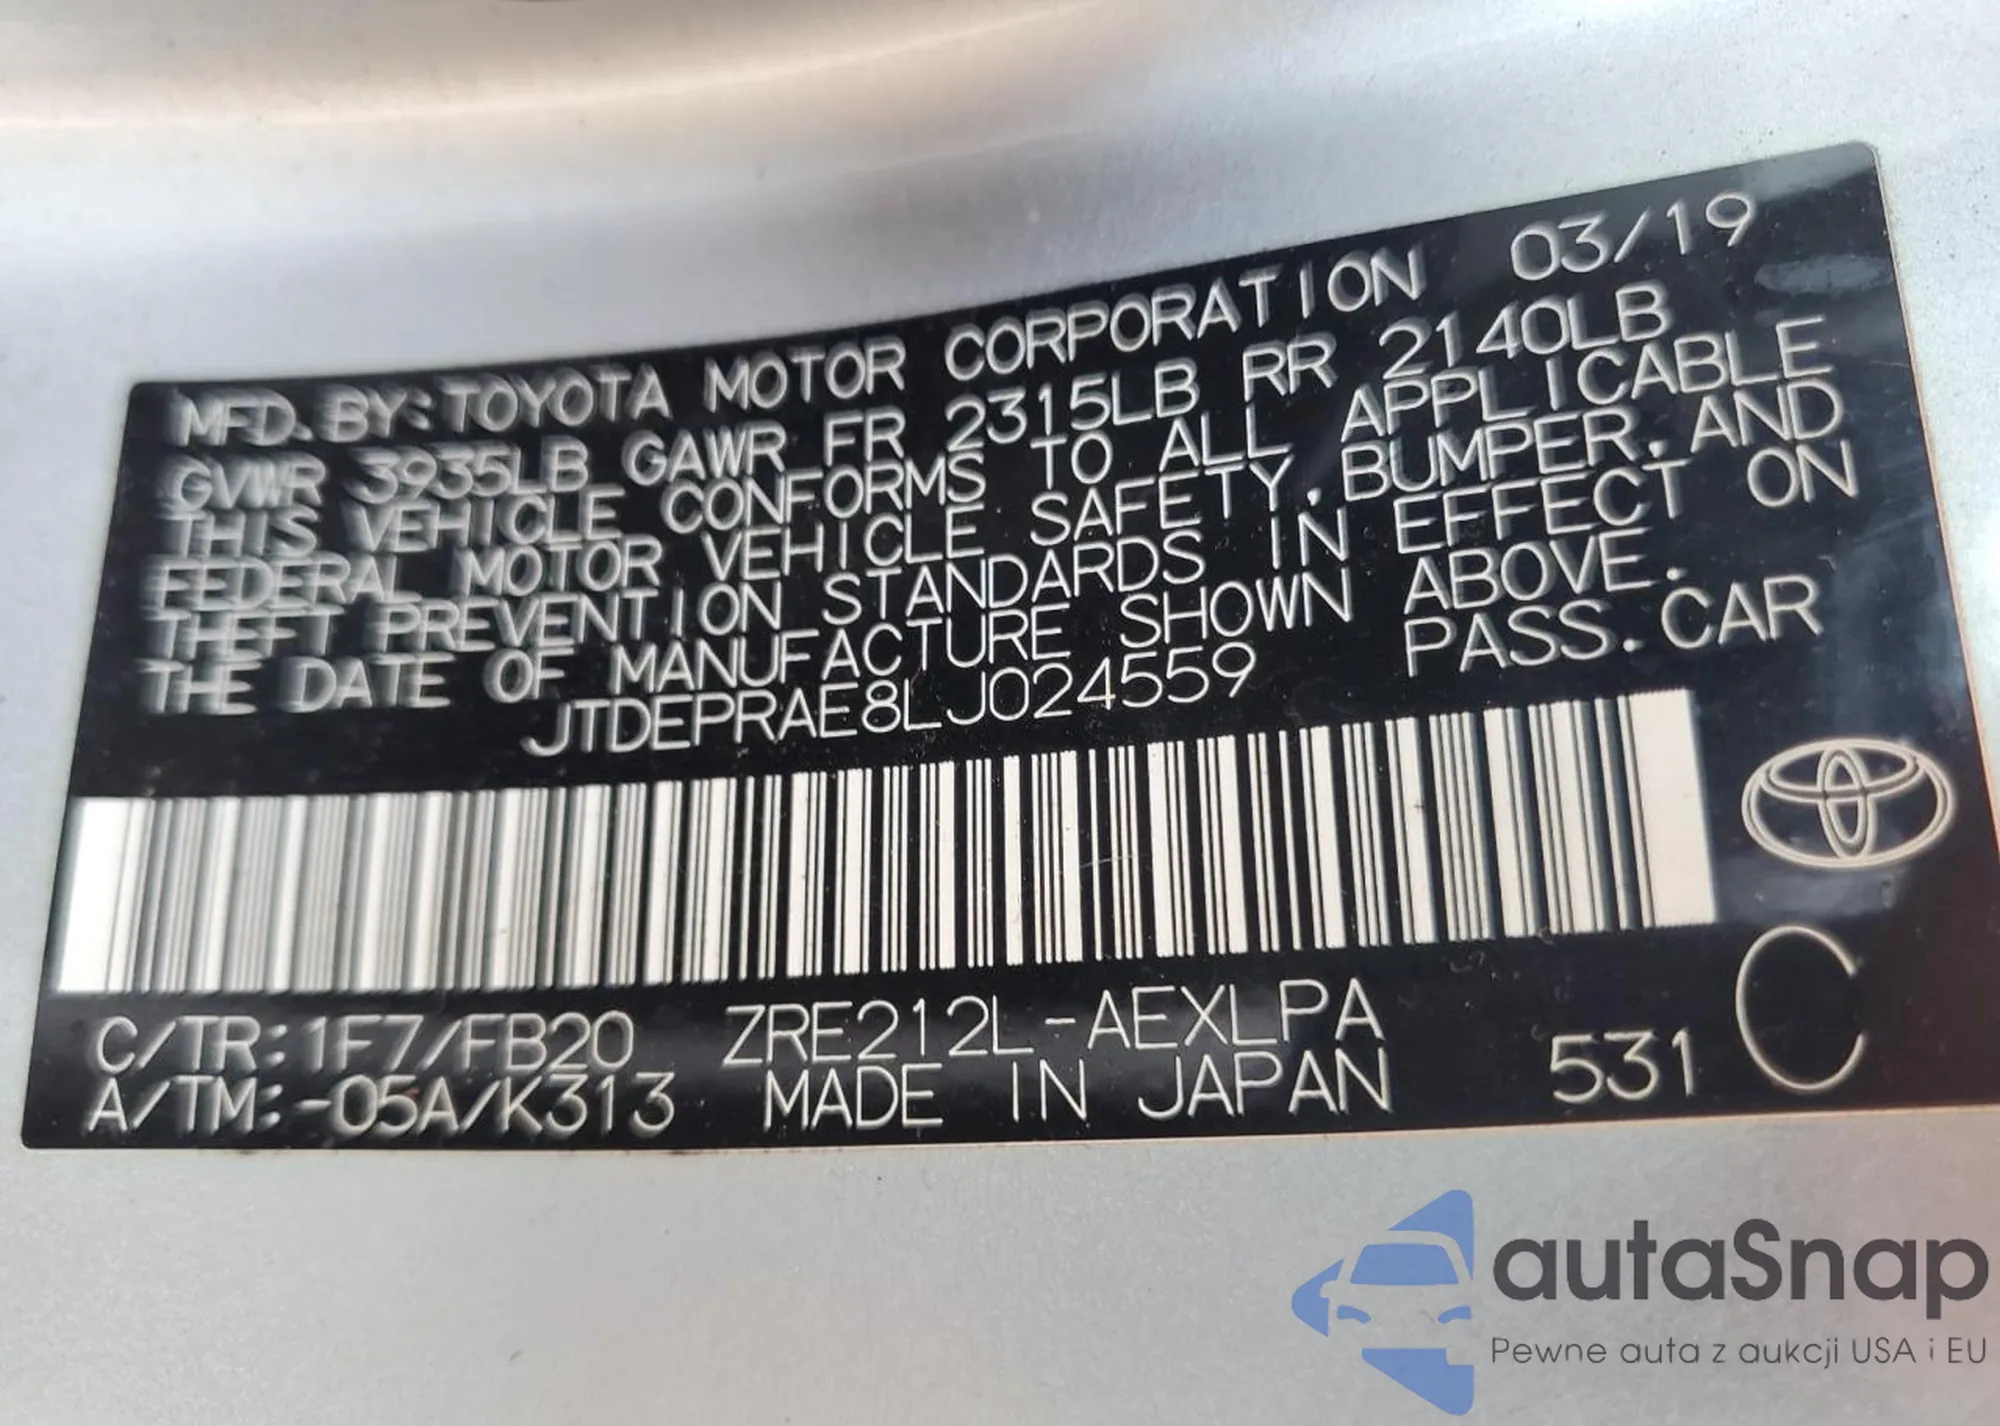 MFD. BY: TOYOTA MOTOR CORPORATION 03/19
GVWR 3935LB GAWR FR 2315LB RR 2140LB
THIS VEHICLE CONFORMS TO ALL APPLICABLE
FEDERAL MOTOR VEHICLE SAFETY, BUMPER, AND
THEFT PREVENTION STANDARDS IN EFFECT ON
THE DATE OF MANUFACTURE SHOWN ABOVE.
JTDEPRAE8LJ024559 PASS. CAR
C/TR: 1F7/FB20 ZRE212L-AEXLPA
A/TM: -05A/K313 MADE IN JAPAN 531 C
autaSnap
Pewne auta z aukcji USA i EU